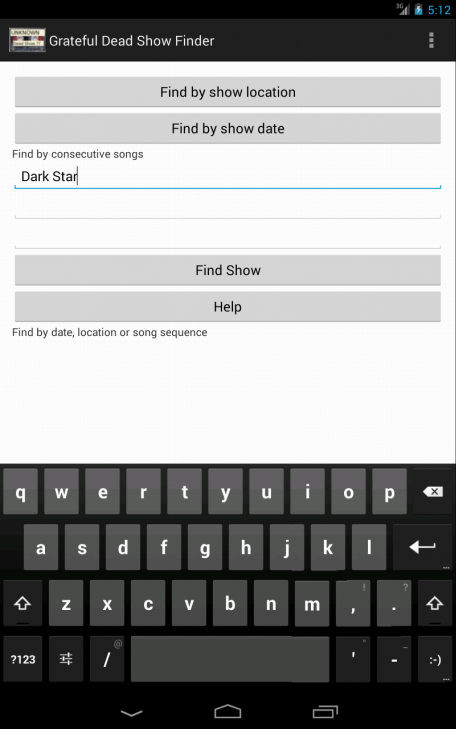 3G 5:12
UNKNOWN
Dead Show ??
Grateful Dead Show Finder
Find by show location
Find by show date
Find by consecutive songs
Dark Star
Find Show
Help
Find by date, location or song sequence
q w e r t y u i o p
a s d f g h j k l
...
z x c v b n m , ! . ?
?123 / @ ' " - _ :-)
...